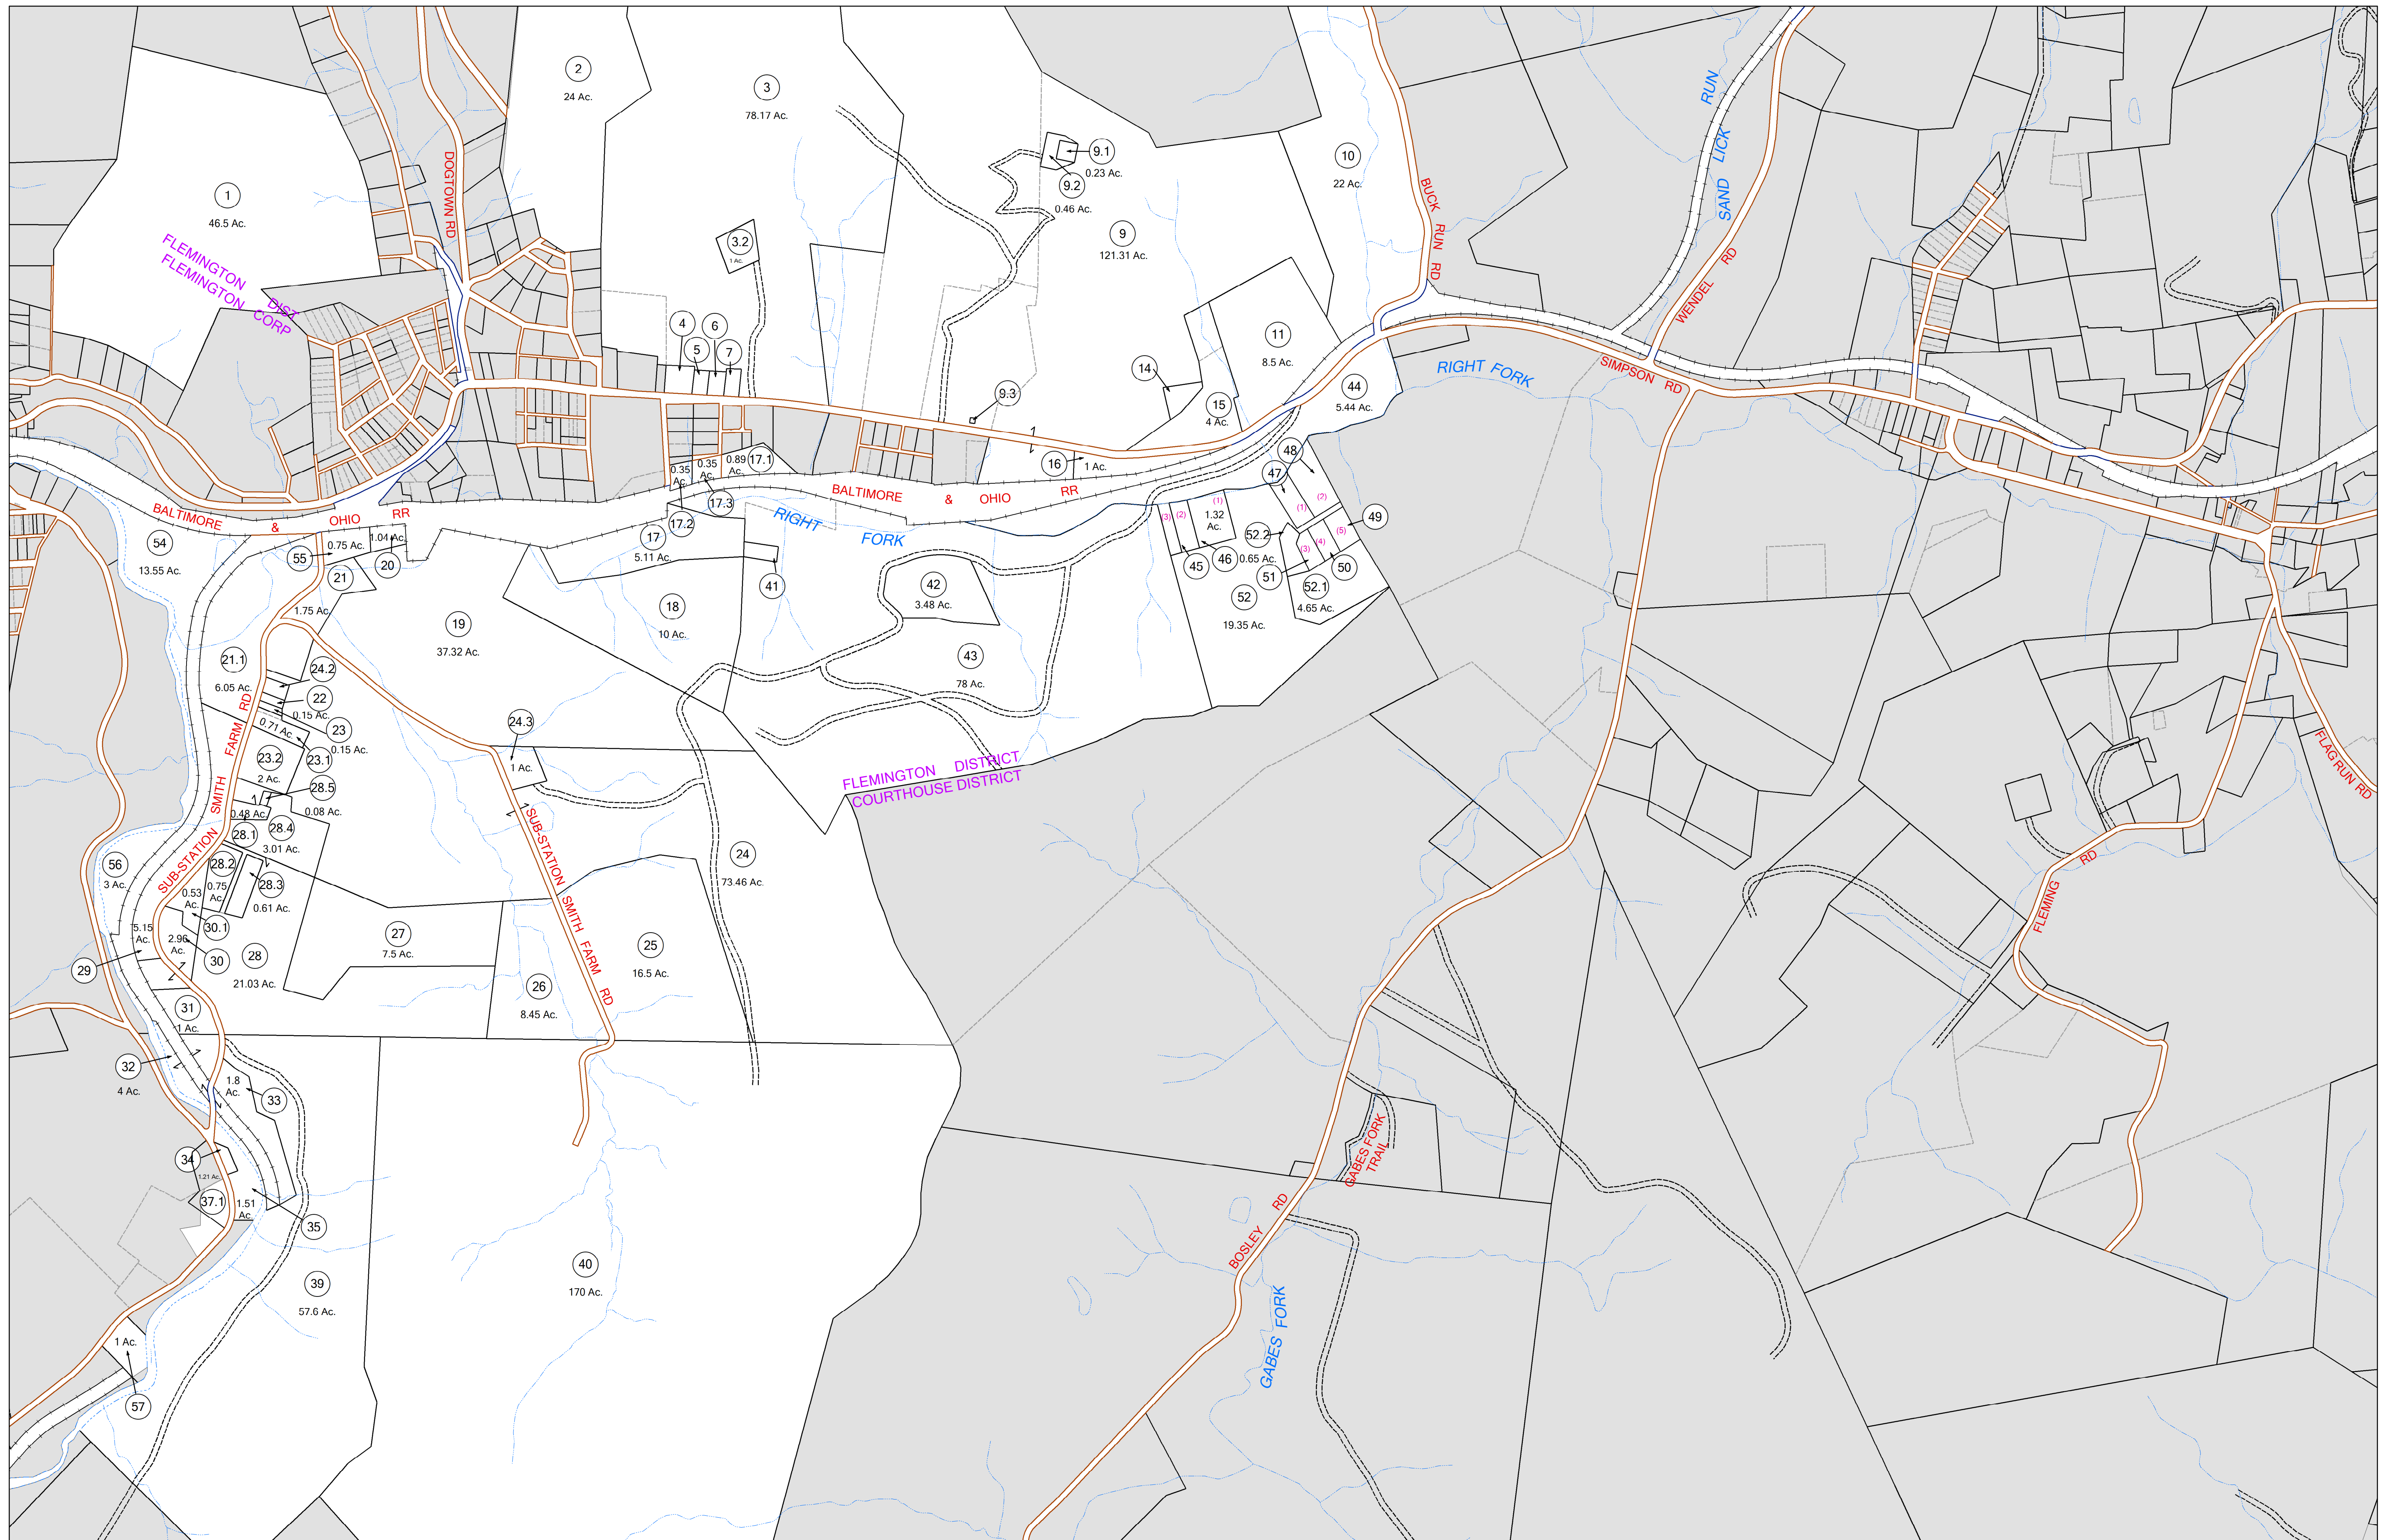 1
46.5 Ac.
FLEMINGTON DIST
FLEMINGTON CORP
DOGTOWN RD
2
24 Ac.
3
78.17 Ac.
3.2
1 Ac.
4
5
6
7
9.1
0.23 Ac.
9.2
0.46 Ac.
9
121.31 Ac.
9.3
10
22 Ac.
BUCK RUN RD
SAND LICK RUN
WENDEL RD
SIMPSON RD
RIGHT FORK
11
8.5 Ac.
14
15
4 Ac.
16
1 Ac.
44
5.44 Ac.
0.35
Ac.
0.35
Ac.
0.89
Ac.
17.1
17.2
17.3
BALTIMORE & OHIO RR
BALTIMORE & OHIO RR
RIGHT FORK
17
5.11 Ac.
54
13.55 Ac.
55
0.75 Ac.
1.04 Ac.
20
21
1.75 Ac.
41
42
3.48 Ac.
18
10 Ac.
19
37.32 Ac.
43
78 Ac.
47
48
(3)
(2)
(1)
1.32
Ac.
(1)
(2)
45
46
52.2
0.65 Ac.
49
(3)
(4)
(5)
50
51
52.1
4.65 Ac.
52
19.35 Ac.
21.1
6.05 Ac.
24.2
22
0.15 Ac.
23
0.15 Ac.
0.71 Ac.
23.1
23.2
2 Ac.
SUB-STATION SMITH FARM RD
28.5
0.08 Ac.
0.48 Ac.
28.1
28.4
3.01 Ac.
28.2
0.75
Ac.
0.53
Ac.
28.3
0.61 Ac.
30.1
56
3 Ac.
5.15
Ac.
2.96
Ac.
29
30
28
21.03 Ac.
27
7.5 Ac.
24.3
1 Ac.
SUB-STATION SMITH FARM RD
24
73.46 Ac.
25
16.5 Ac.
26
8.45 Ac.
FLEMINGTON DISTRICT
COURTHOUSE DISTRICT
31
1 Ac.
32
4 Ac.
1.8
Ac.
33
34
1.21 Ac.
37.1
1.51
Ac.
35
39
57.6 Ac.
40
170 Ac.
1 Ac.
57
GABES FORK
TRAIL
BOSLEY RD
GABES FORK
FLEMING RD
FLAG RUN RD